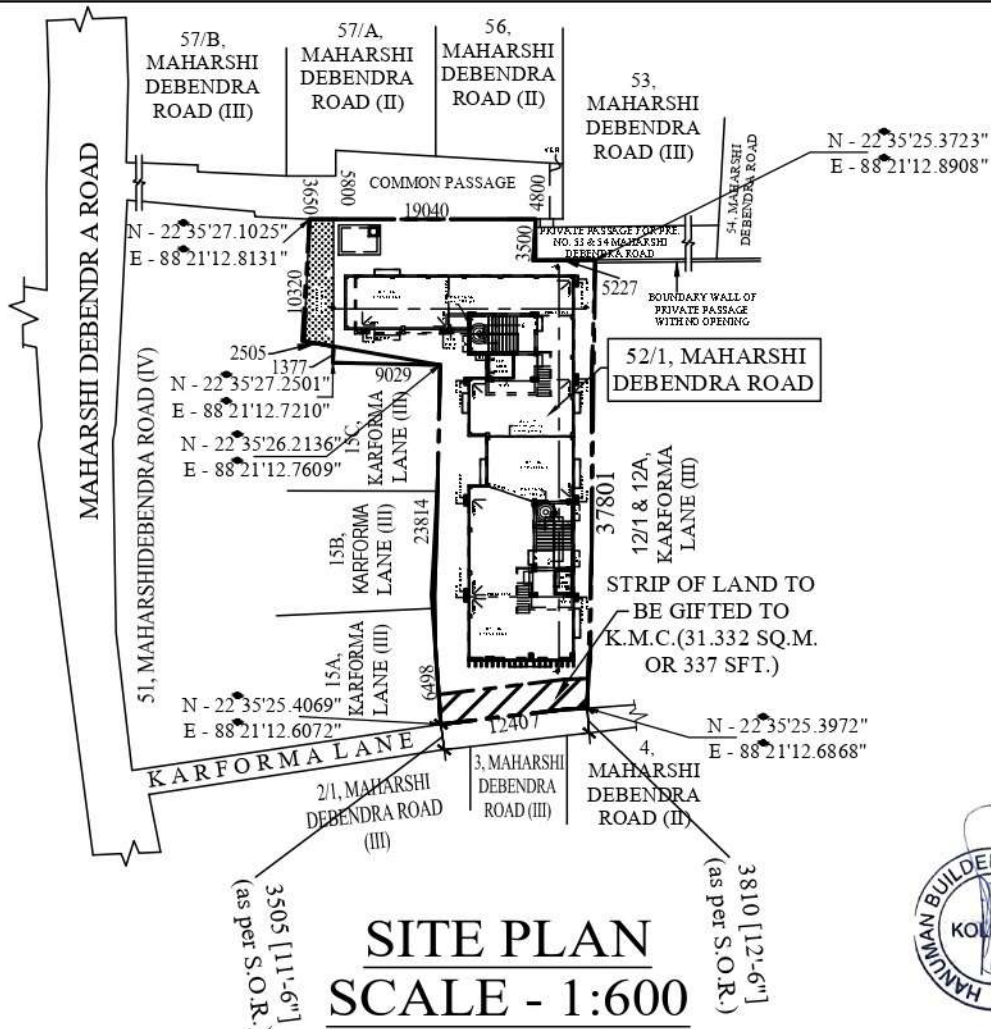 57/B,
MAHARSHI
DEBENDRA
ROAD (III)
57/A,
MAHARSHI
DEBENDRA
ROAD (II)
56,
MAHARSHI
DEBENDRA
ROAD (II)
53,
MAHARSHI
DEBENDRA
ROAD (III)
54, MAHARSHI
DEBENDRA ROAD
N - 22°35'25.3723"
E - 88°21'12.8908"
MAHARSHI DEBENDR A ROAD
3650
5800
COMMON PASSAGE
19040
4800
3500
PRIVATE PASSAGE FOR PRE.
NO. 53 & 54 MAHARSHI
DEBENDRA ROAD
5227
BOUNDARY WALL OF
PRIVATE PASSAGE
WITH NO OPENING
N - 22°35'27.1025"
E - 88°21'12.8131"
10320
2505
1377
9029
52/1, MAHARSHI
DEBENDRA ROAD
N - 22°35'27.2501"
E - 88°21'12.7210"
N - 22°35'26.2136"
E - 88°21'12.7609"
51, MAHARSHIDEBENDRA ROAD (IV)
15C,
KARFORMA
LANE (III)
15B,
KARFORMA
LANE (III)
23814
37801
12/1 & 12A,
KARFORMA
LANE (III)
STRIP OF LAND TO
BE GIFTED TO
K.M.C.(31.332 SQ.M.
OR 337 SFT.)
15A,
KARFORMA
LANE (III)
6498
N - 22°35'25.4069"
E - 88°21'12.6072"
12407
N - 22°35'25.3972"
E - 88°21'12.6868"
KARFORMA LANE
2/1, MAHARSHI
DEBENDRA ROAD
(III)
3, MAHARSHI
DEBENDRA
ROAD (III)
4,
MAHARSHI
DEBENDRA
ROAD (II)
3505 [11'-6"]
(as per S.O.R.)
3810 [12'-6"]
(as per S.O.R.)
SITE PLAN
SCALE - 1:600
HANUMAN BUILDE